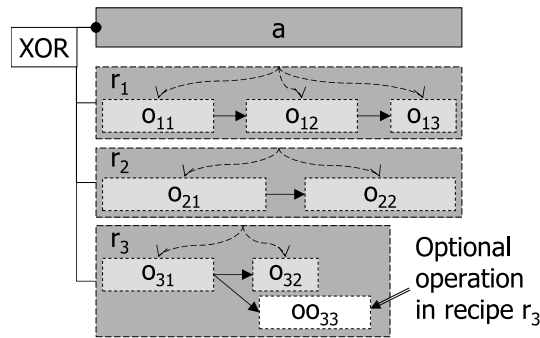 a
XOR
r₁
o₁₁ o₁₂ o₁₃
r₂
o₂₁ o₂₂
r₃
o₃₁ o₃₂
oo₃₃
Optional
operation
in recipe r₃